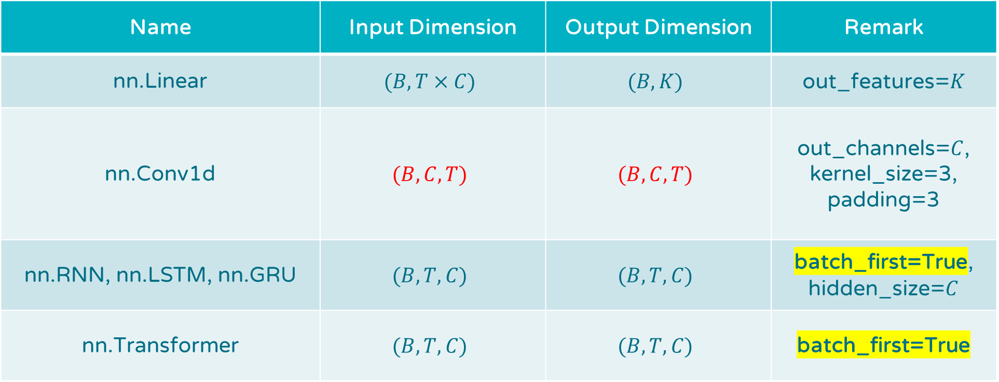 Name Input Dimension Output Dimension Remark
nn.Linear (B, T × C) (B, K) out_features=K
nn.Conv1d (B, C, T) (B, C, T) out_channels=C,
kernel_size=3,
padding=3
nn.RNN, nn.LSTM, nn.GRU (B, T, C) (B, T, C) batch_first=True,
hidden_size=C
nn.Transformer (B, T, C) (B, T, C) batch_first=True